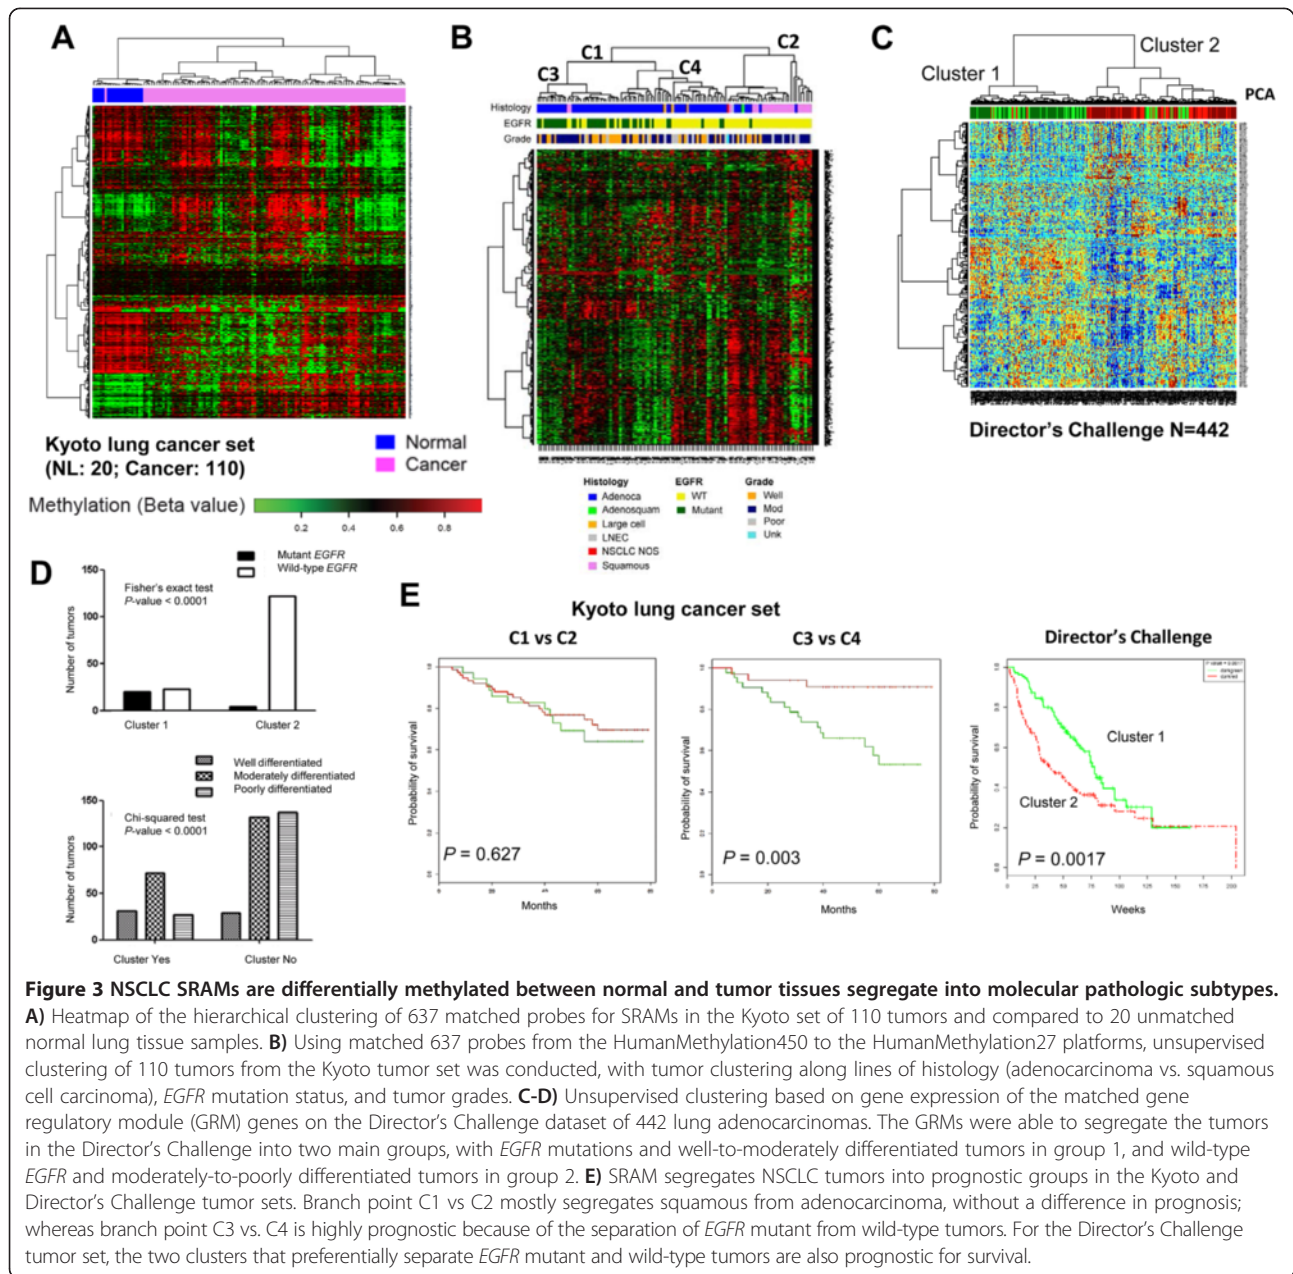 A
B
C
C1
C2
C3
C4
Histology
EGFR
Grade
Cluster 1
Cluster 2
PCA
Kyoto lung cancer set
(NL: 20; Cancer: 110)
Normal
Cancer
Methylation (Beta value)
0.2 0.4 0.6 0.8
Histology
Adenoca
Adenosquam
Large cell
LNEC
NSCLC NOS
Squamous
EGFR
WT
Mutant
Grade
Well
Mod
Poor
Unk
Director's Challenge N=442
D
Mutant EGFR
Wild-type EGFR
Fisher's exact test
P-value < 0.0001
Number of tumors
150
100
50
0
Cluster 1 Cluster 2
Well differentiated
Moderately differentiated
Poorly differentiated
Chi-squared test
P-value < 0.0001
Number of tumors
150
100
50
0
Cluster Yes Cluster No
E
Kyoto lung cancer set
C1 vs C2
Probability of survival
P = 0.627
Months
C3 vs C4
Probability of survival
P = 0.003
0 20 40 60 80
Months
Director's Challenge
Probability of survival
Cluster 1
Cluster 2
P = 0.0017
0 25 50 75 100 125 150 175 200
Weeks
Figure 3 NSCLC SRAMs are differentially methylated between normal and tumor tissues segregate into molecular pathologic subtypes.
A) Heatmap of the hierarchical clustering of 637 matched probes for SRAMs in the Kyoto set of 110 tumors and compared to 20 unmatched
normal lung tissue samples. B) Using matched 637 probes from the HumanMethylation450 to the HumanMethylation27 platforms, unsupervised
clustering of 110 tumors from the Kyoto tumor set was conducted, with tumor clustering along lines of histology (adenocarcinoma vs. squamous
cell carcinoma), EGFR mutation status, and tumor grades. C-D) Unsupervised clustering based on gene expression of the matched gene
regulatory module (GRM) genes on the Director's Challenge dataset of 442 lung adenocarcinomas. The GRMs were able to segregate the tumors
in the Director's Challenge into two main groups, with EGFR mutations and well-to-moderately differentiated tumors in group 1, and wild-type
EGFR and moderately-to-poorly differentiated tumors in group 2. E) SRAM segregates NSCLC tumors into prognostic groups in the Kyoto and
Director's Challenge tumor sets. Branch point C1 vs C2 mostly segregates squamous from adenocarcinoma, without a difference in prognosis;
whereas branch point C3 vs. C4 is highly prognostic because of the separation of EGFR mutant from wild-type tumors. For the Director's Challenge
tumor set, the two clusters that preferentially separate EGFR mutant and wild-type tumors are also prognostic for survival.